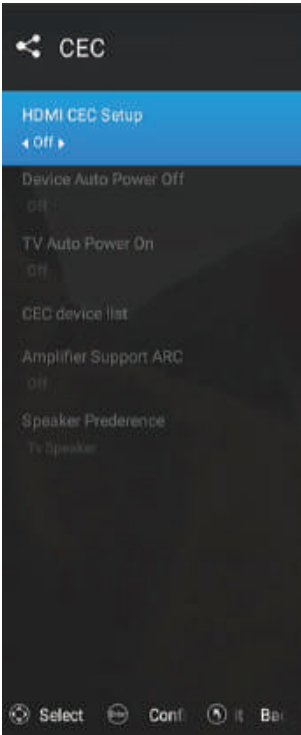 CEC
HDMI CEC Setup
Off
Device Auto Power Off
Off
TV Auto Power On
Off
CEC device list
Amplifier Support ARC
Off
Speaker Prederence
Tv Speaker
Select Conf it Ba